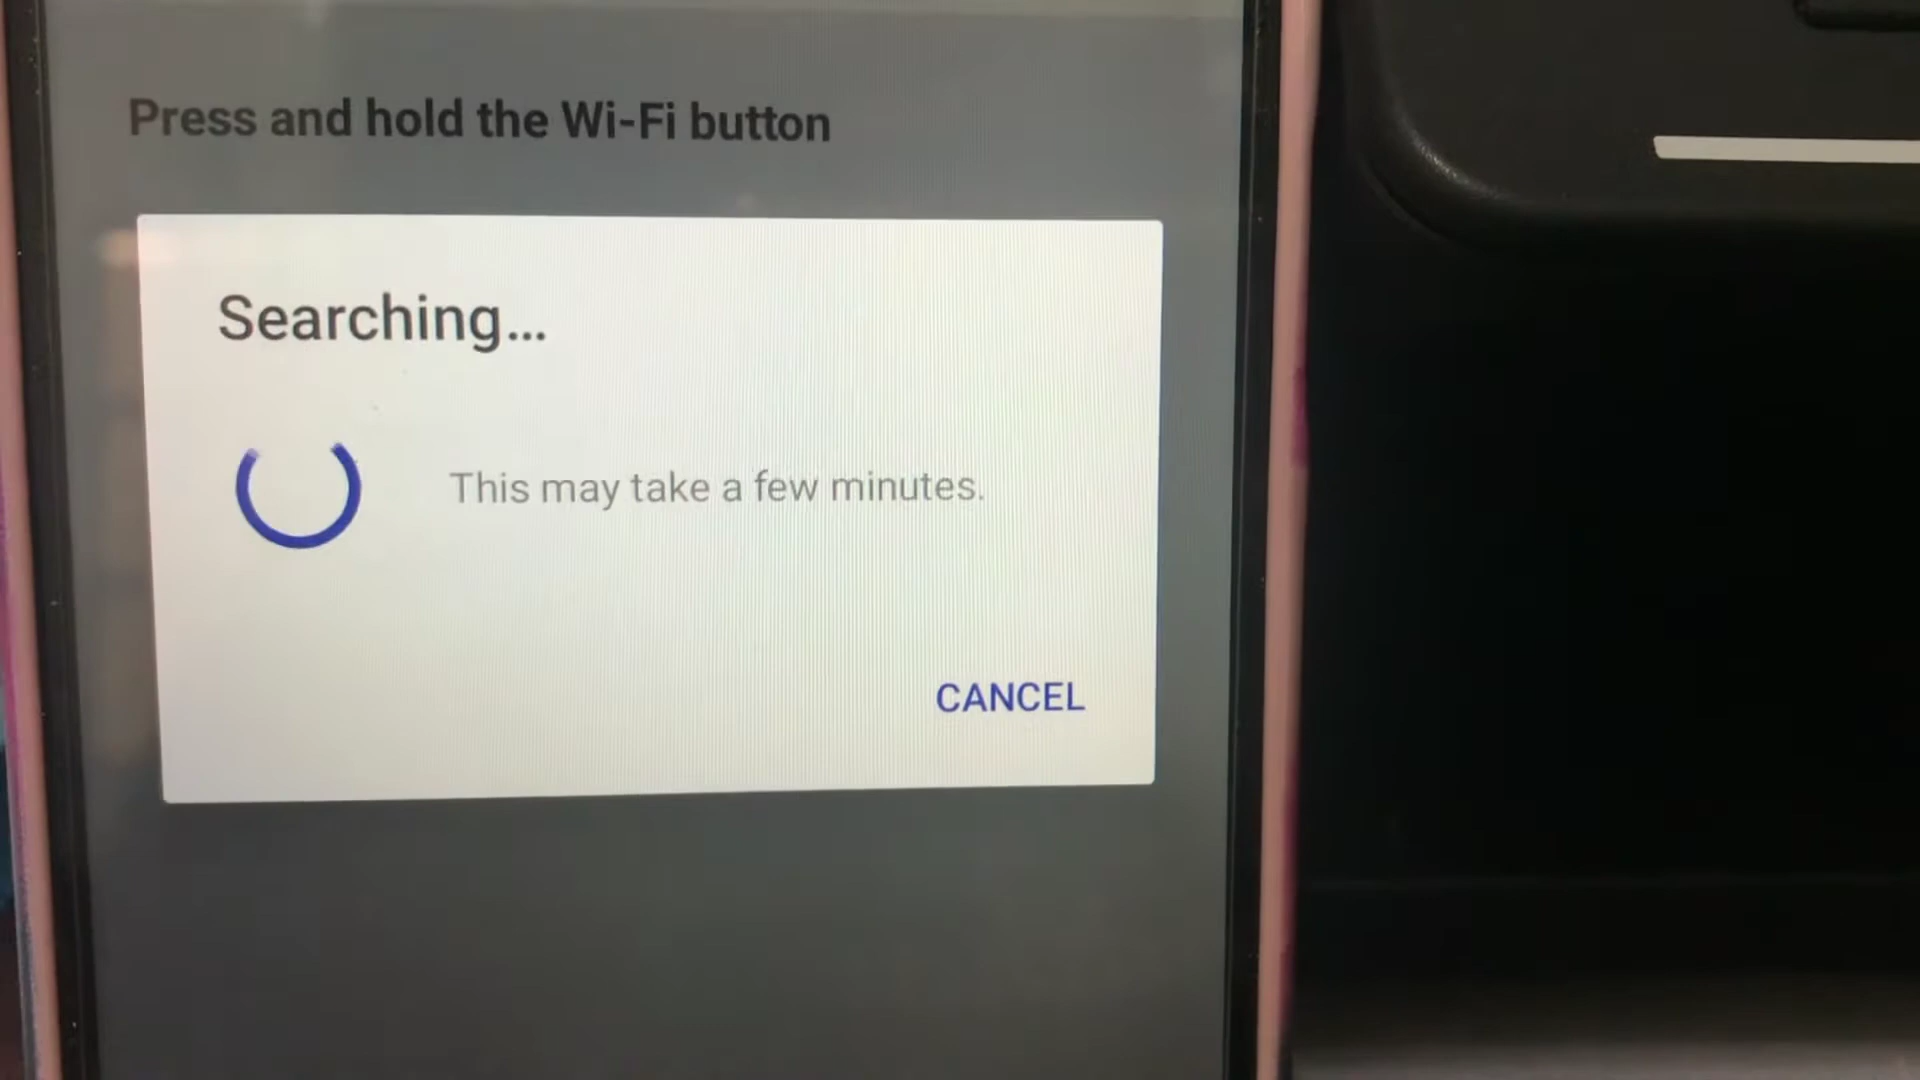 Press and hold the Wi-Fi button
Searching...
This may take a few minutes.
CANCEL